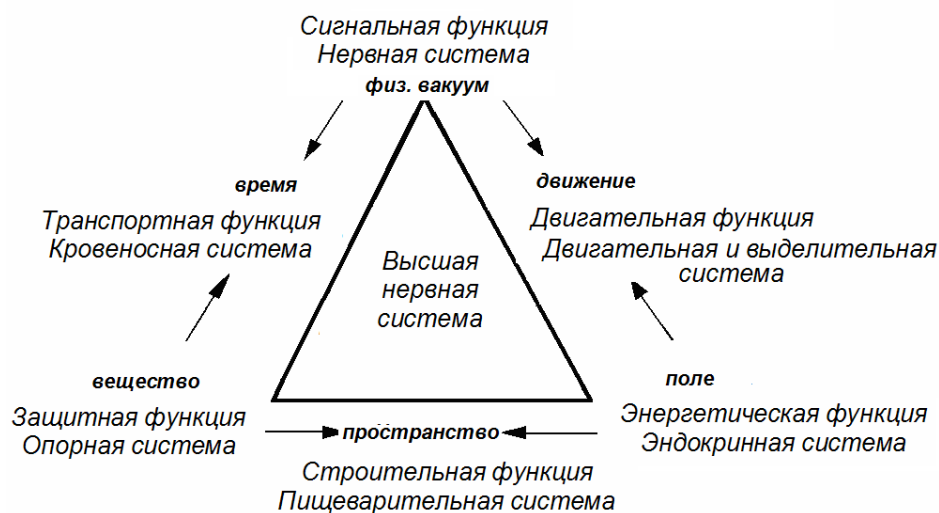 Сигнальная функция
Нервная система
физ. вакуум
время
движение
Транспортная функция
Кровеносная система
Двигательная функция
Двигательная и выделительная
система
Высшая
нервная
система
вещество
поле
Защитная функция
Опорная система
Энергетическая функция
Эндокринная система
пространство
Строительная функция
Пищеварительная система